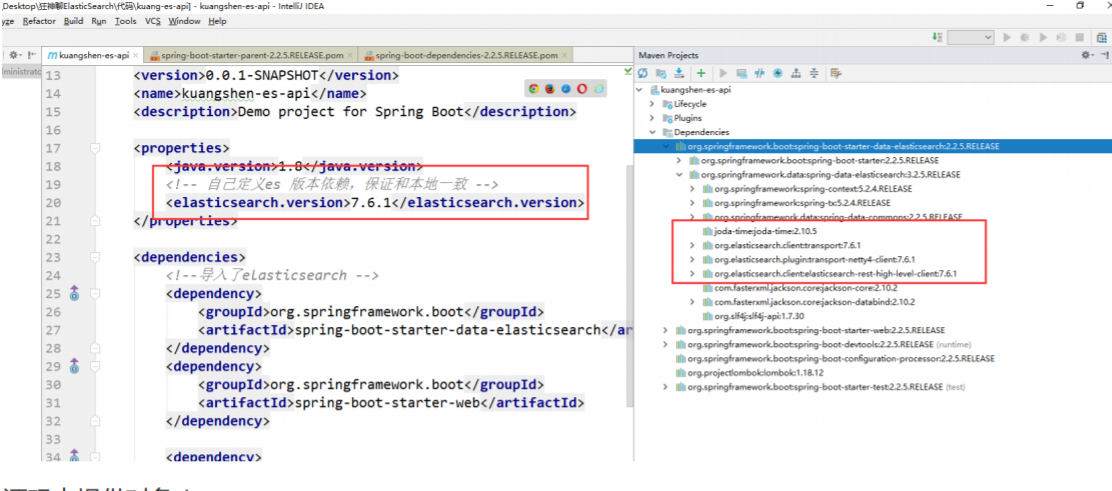 Desktop\狂神聊ElasticSearch\代码\kuang-es-api] - kuangshen-es-api - IntelliJ IDEA
yze Refactor Build Run Tools VCS Window Help
m kuangshen-es-api × spring-boot-starter-parent-2.2.5.RELEASE.pom × spring-boot-dependencies-2.2.5.RELEASE.pom ×
ministrato
13 <version>0.0.1-SNAPSHOT</version>
14 <name>kuangshen-es-api</name>
15 <description>Demo project for Spring Boot</description>
16
17 <properties>
18 <java.version>1.8</java.version>
19 <!-- 自己定义es 版本依赖，保证和本地一致 -->
20 <elasticsearch.version>7.6.1</elasticsearch.version>
21 </properties>
22
23 <dependencies>
24 <!--导入了elasticsearch -->
25 <dependency>
26 <groupId>org.springframework.boot</groupId>
27 <artifactId>spring-boot-starter-data-elasticsearch</ar
28 </dependency>
29 <dependency>
30 <groupId>org.springframework.boot</groupId>
31 <artifactId>spring-boot-starter-web</artifactId>
32 </dependency>
33
34 <dependency>
Maven Projects
kuangshen-es-api
Lifecycle
Plugins
Dependencies
org.springframework.boot:spring-boot-starter-data-elasticsearch:2.2.5.RELEASE
org.springframework.boot:spring-boot-starter:2.2.5.RELEASE
org.springframework.data:spring-data-elasticsearch:3.2.5.RELEASE
org.springframework:spring-context:5.2.4.RELEASE
org.springframework:spring-tx:5.2.4.RELEASE
org.springframework.data:spring-data-commons:2.2.5.RELEASE
joda-time:joda-time:2.10.5
org.elasticsearch.client:transport:7.6.1
org.elasticsearch.plugin:transport-netty4-client:7.6.1
org.elasticsearch.client:elasticsearch-rest-high-level-client:7.6.1
com.fasterxml.jackson.core:jackson-core:2.10.2
com.fasterxml.jackson.core:jackson-databind:2.10.2
org.slf4j:slf4j-api:1.7.30
org.springframework.boot:spring-boot-starter-web:2.2.5.RELEASE
org.springframework.boot:spring-boot-devtools:2.2.5.RELEASE (runtime)
org.springframework.boot:spring-boot-configuration-processor:2.2.5.RELEASE
org.projectlombok:lombok:1.18.12
org.springframework.boot:spring-boot-starter-test:2.2.5.RELEASE (test)